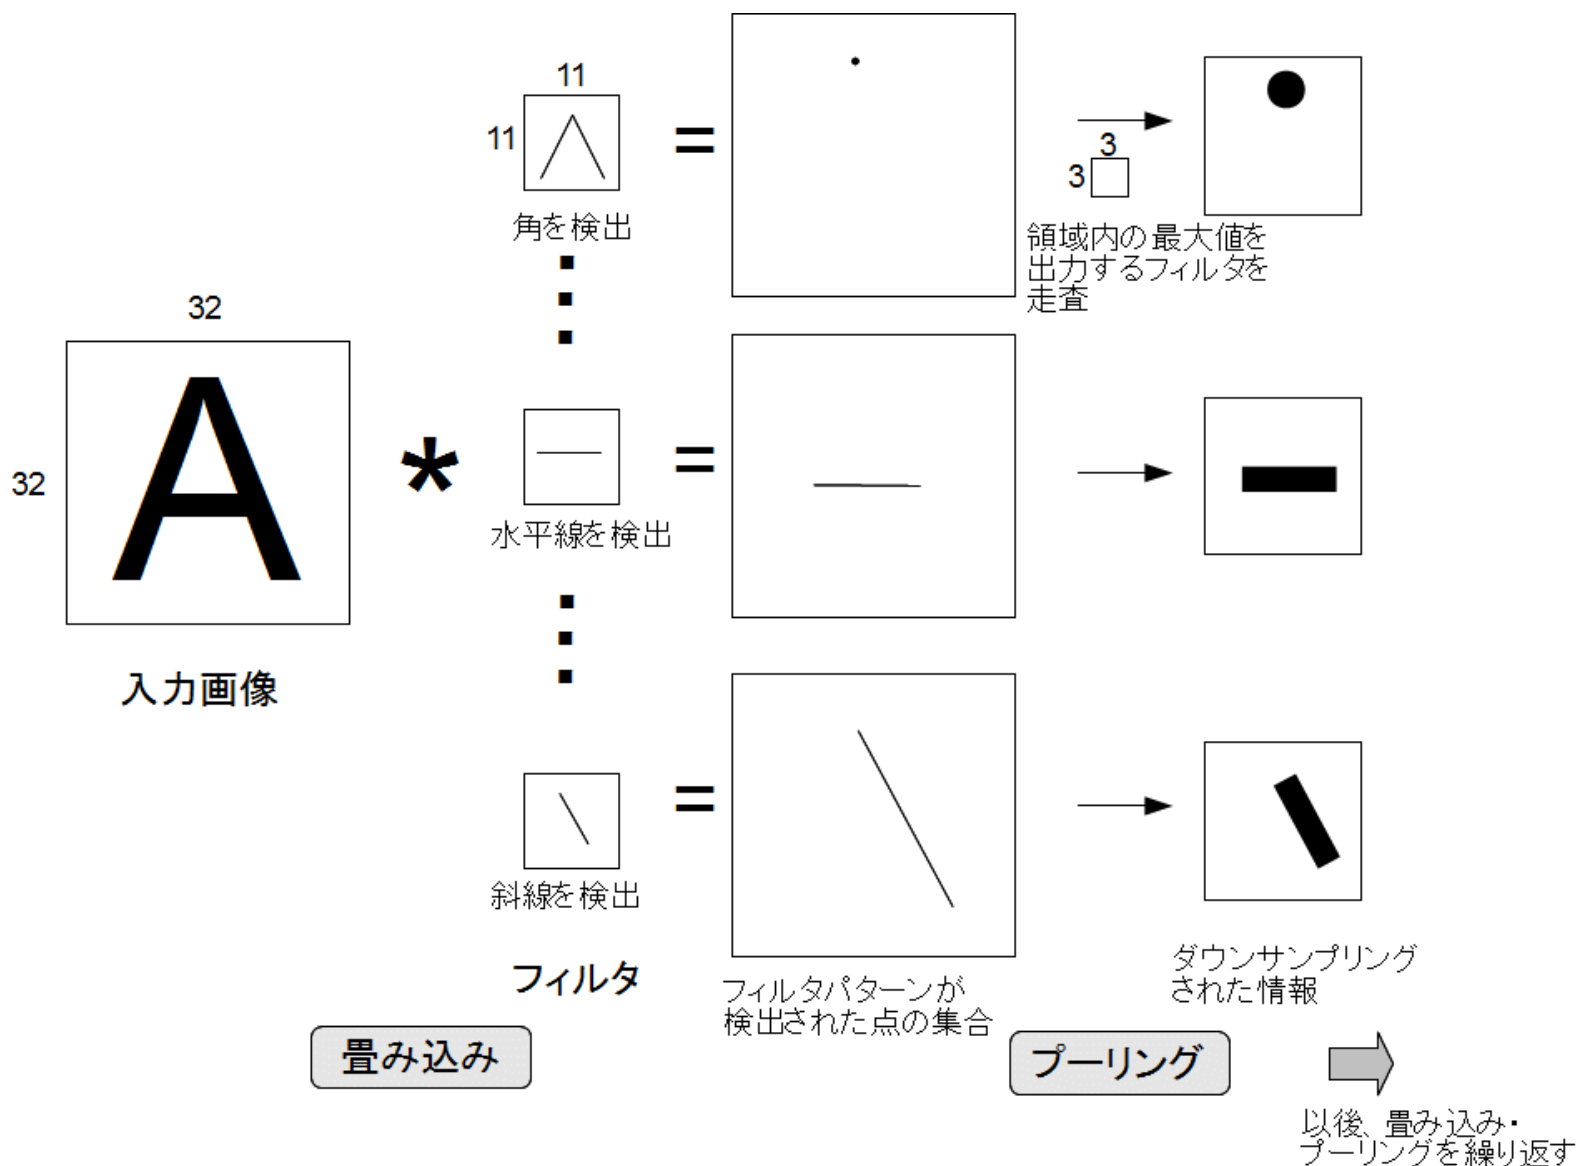 32
32
A
入力画像
*
11
11
角を検出
水平線を検出
斜線を検出
フィルタ
畳み込み
=
=
=
フィルタパターンが
検出された点の集合
3
3
領域内の最大値を
出力するフィルタを
走査
ダウンサンプリング
された情報
プーリング
以後、畳み込み・
プーリングを繰り返す